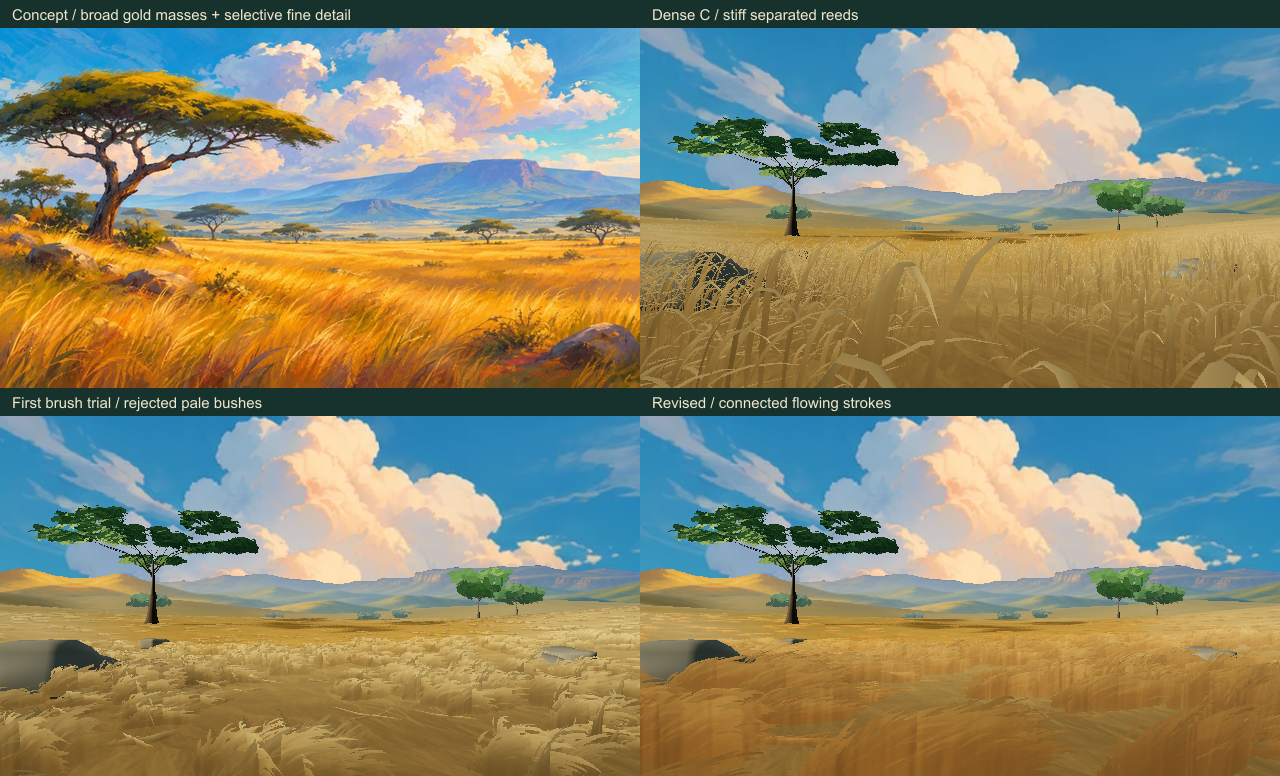 Concept / broad gold masses + selective fine detail
Dense C / stiff separated reeds
First brush trial / rejected pale bushes
Revised / connected flowing strokes